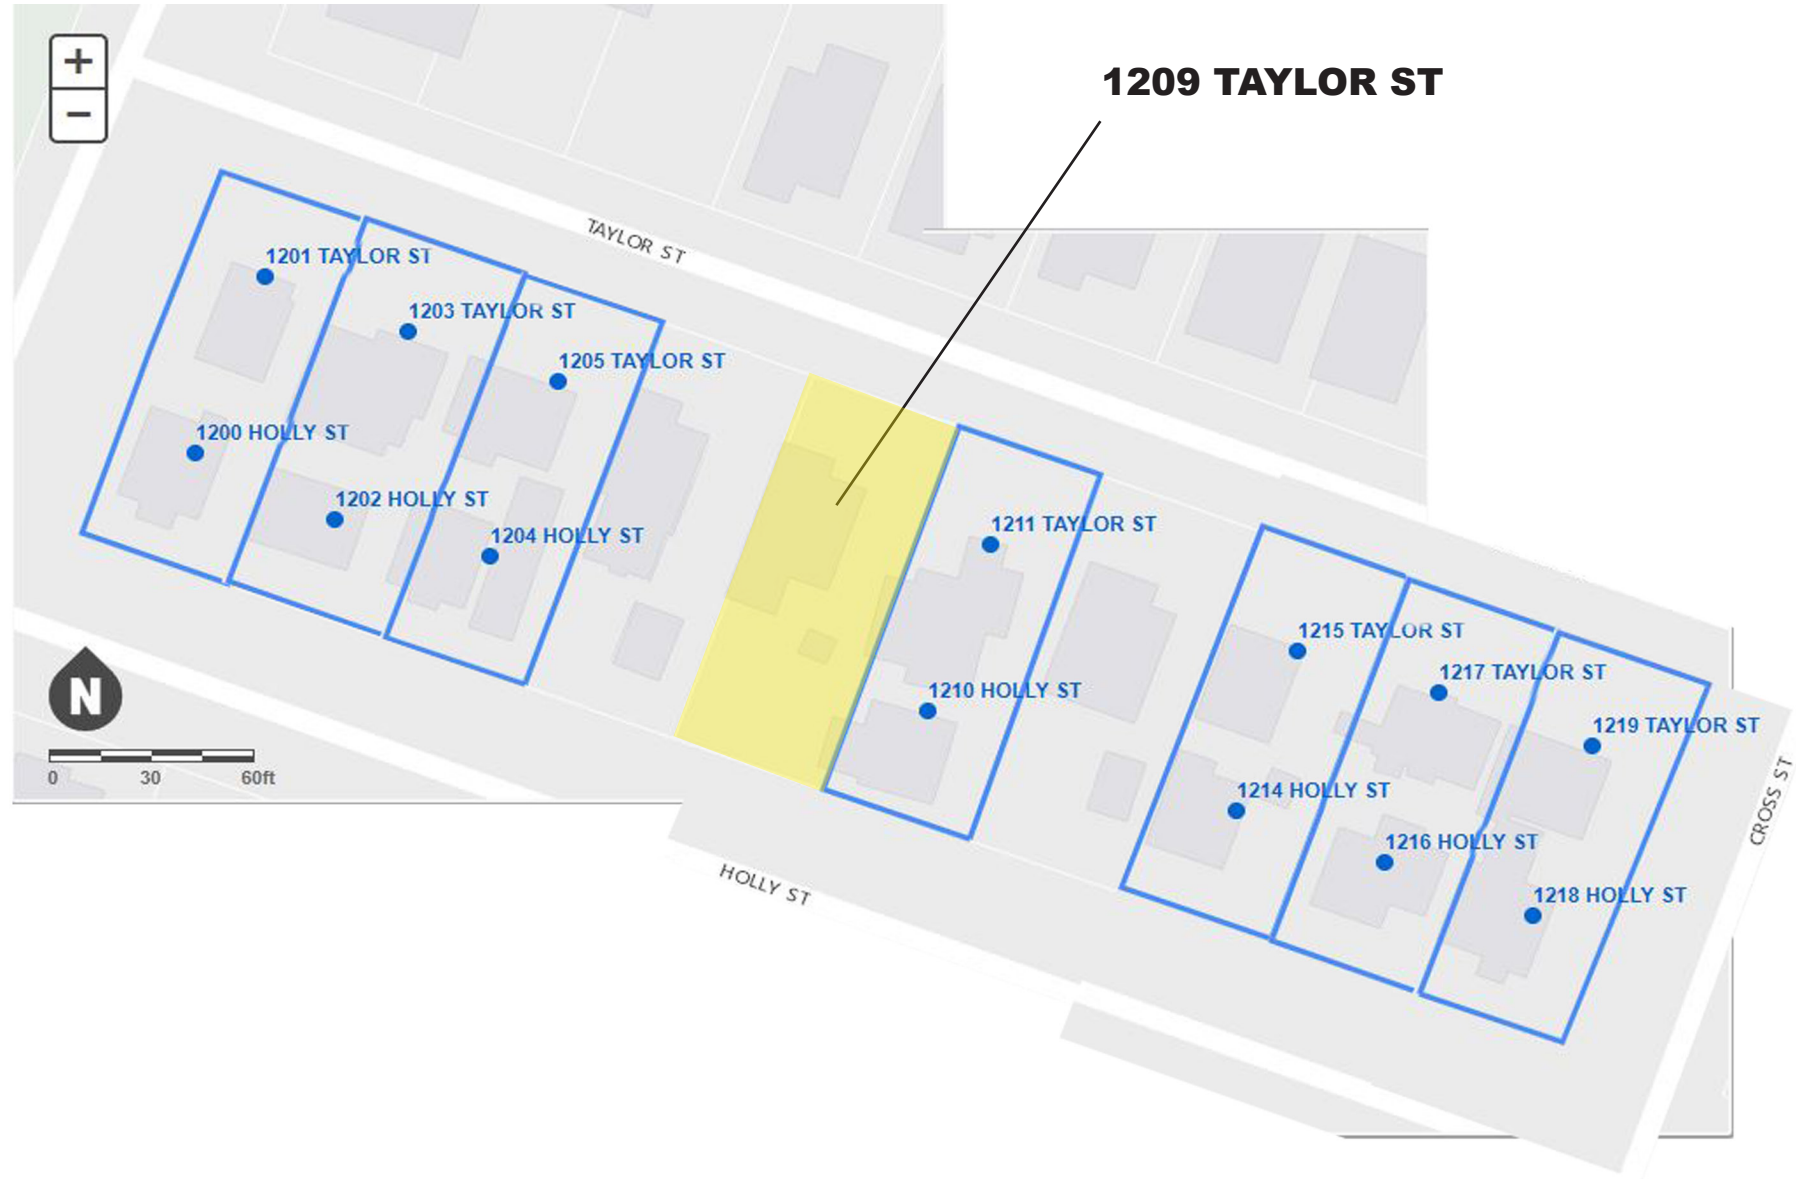 +
1209 TAYLOR ST
−
TAYLOR ST
1201 TAYLOR ST
1203 TAYLOR ST
1205 TAYLOR ST
1200 HOLLY ST
1202 HOLLY ST
1204 HOLLY ST
1211 TAYLOR ST
1210 HOLLY ST
1215 TAYLOR ST
1217 TAYLOR ST
1219 TAYLOR ST
1214 HOLLY ST
1216 HOLLY ST
1218 HOLLY ST
CROSS ST
N
0 30 60ft
HOLLY ST